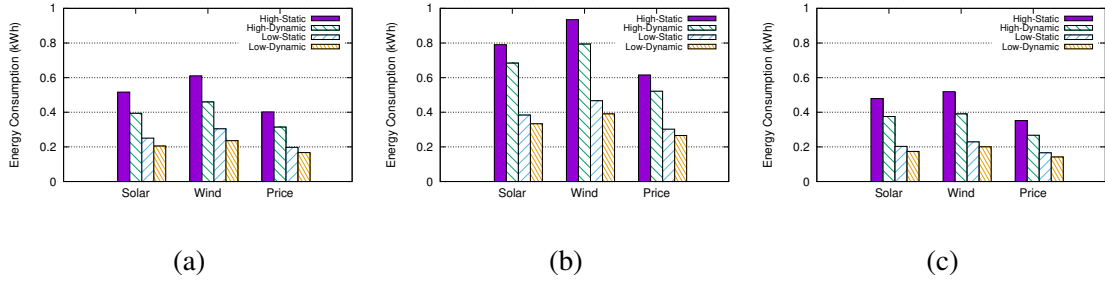 1
0.8
0.6
0.4
0.2
0
Energy Consumption (kWh)
High-Static
High-Dynamic
Low-Static
Low-Dynamic
Solar Wind Price
(a)
1
0.8
0.6
0.4
0.2
0
Energy Consumption (kWh)
High-Static
High-Dynamic
Low-Static
Low-Dynamic
Solar Wind Price
(b)
1
0.8
0.6
0.4
0.2
0
Energy Consumption (kWh)
High-Static
High-Dynamic
Low-Static
Low-Dynamic
Solar Wind Price
(c)